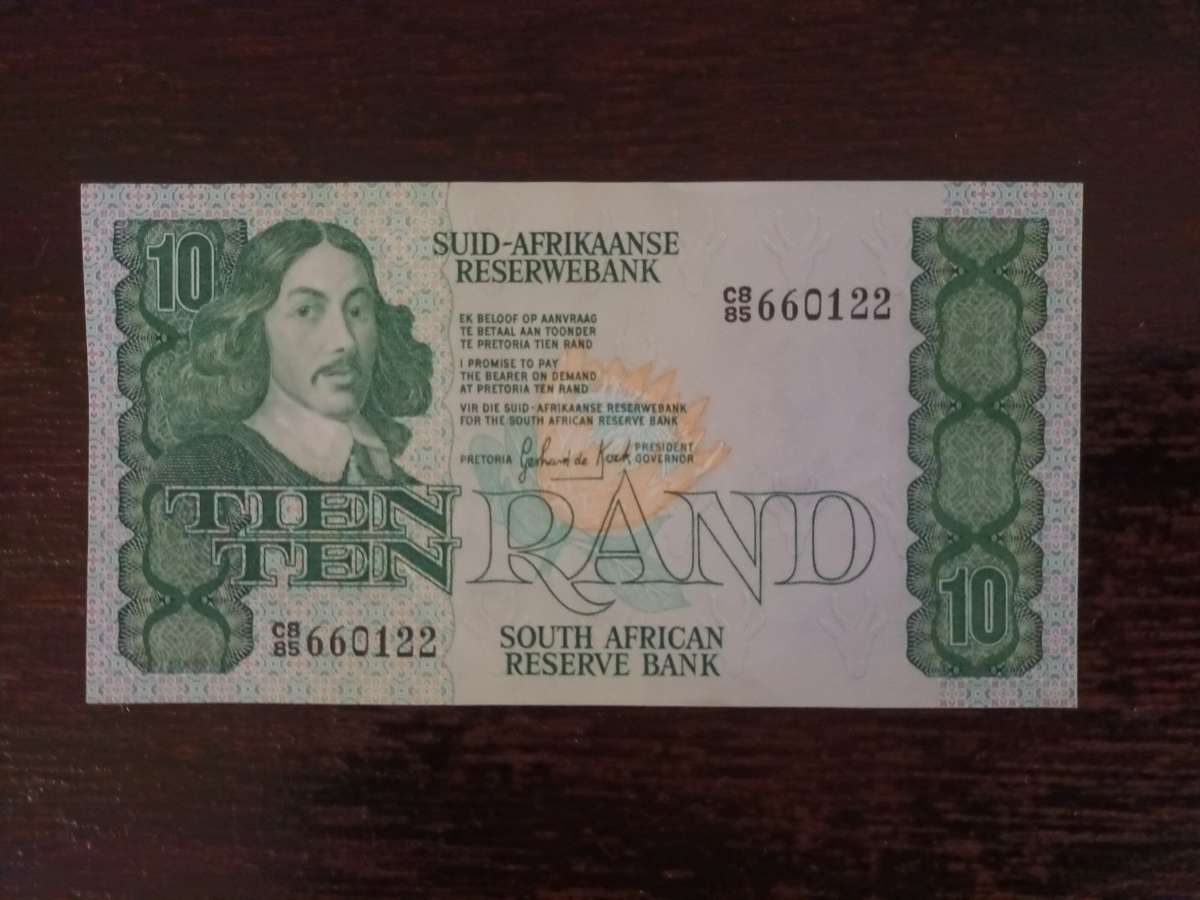 10
SUID-AFRIKAANSE
RESERWEBANK
C8
85 660122
EK BELOOF OP AANVRAAG
TE BETAAL AAN TOONDER
TE PRETORIA TIEN RAND
I PROMISE TO PAY
THE BEARER ON DEMAND
AT PRETORIA TEN RAND
VIR DIE SUID-AFRIKAANSE RESERWEBANK
FOR THE SOUTH AFRICAN RESERVE BANK
PRETORIA Gerhard de Kock PRESIDENT
GOVERNOR
TIEN
TEN RAND
10
C8
85 660122
SOUTH AFRICAN
RESERVE BANK